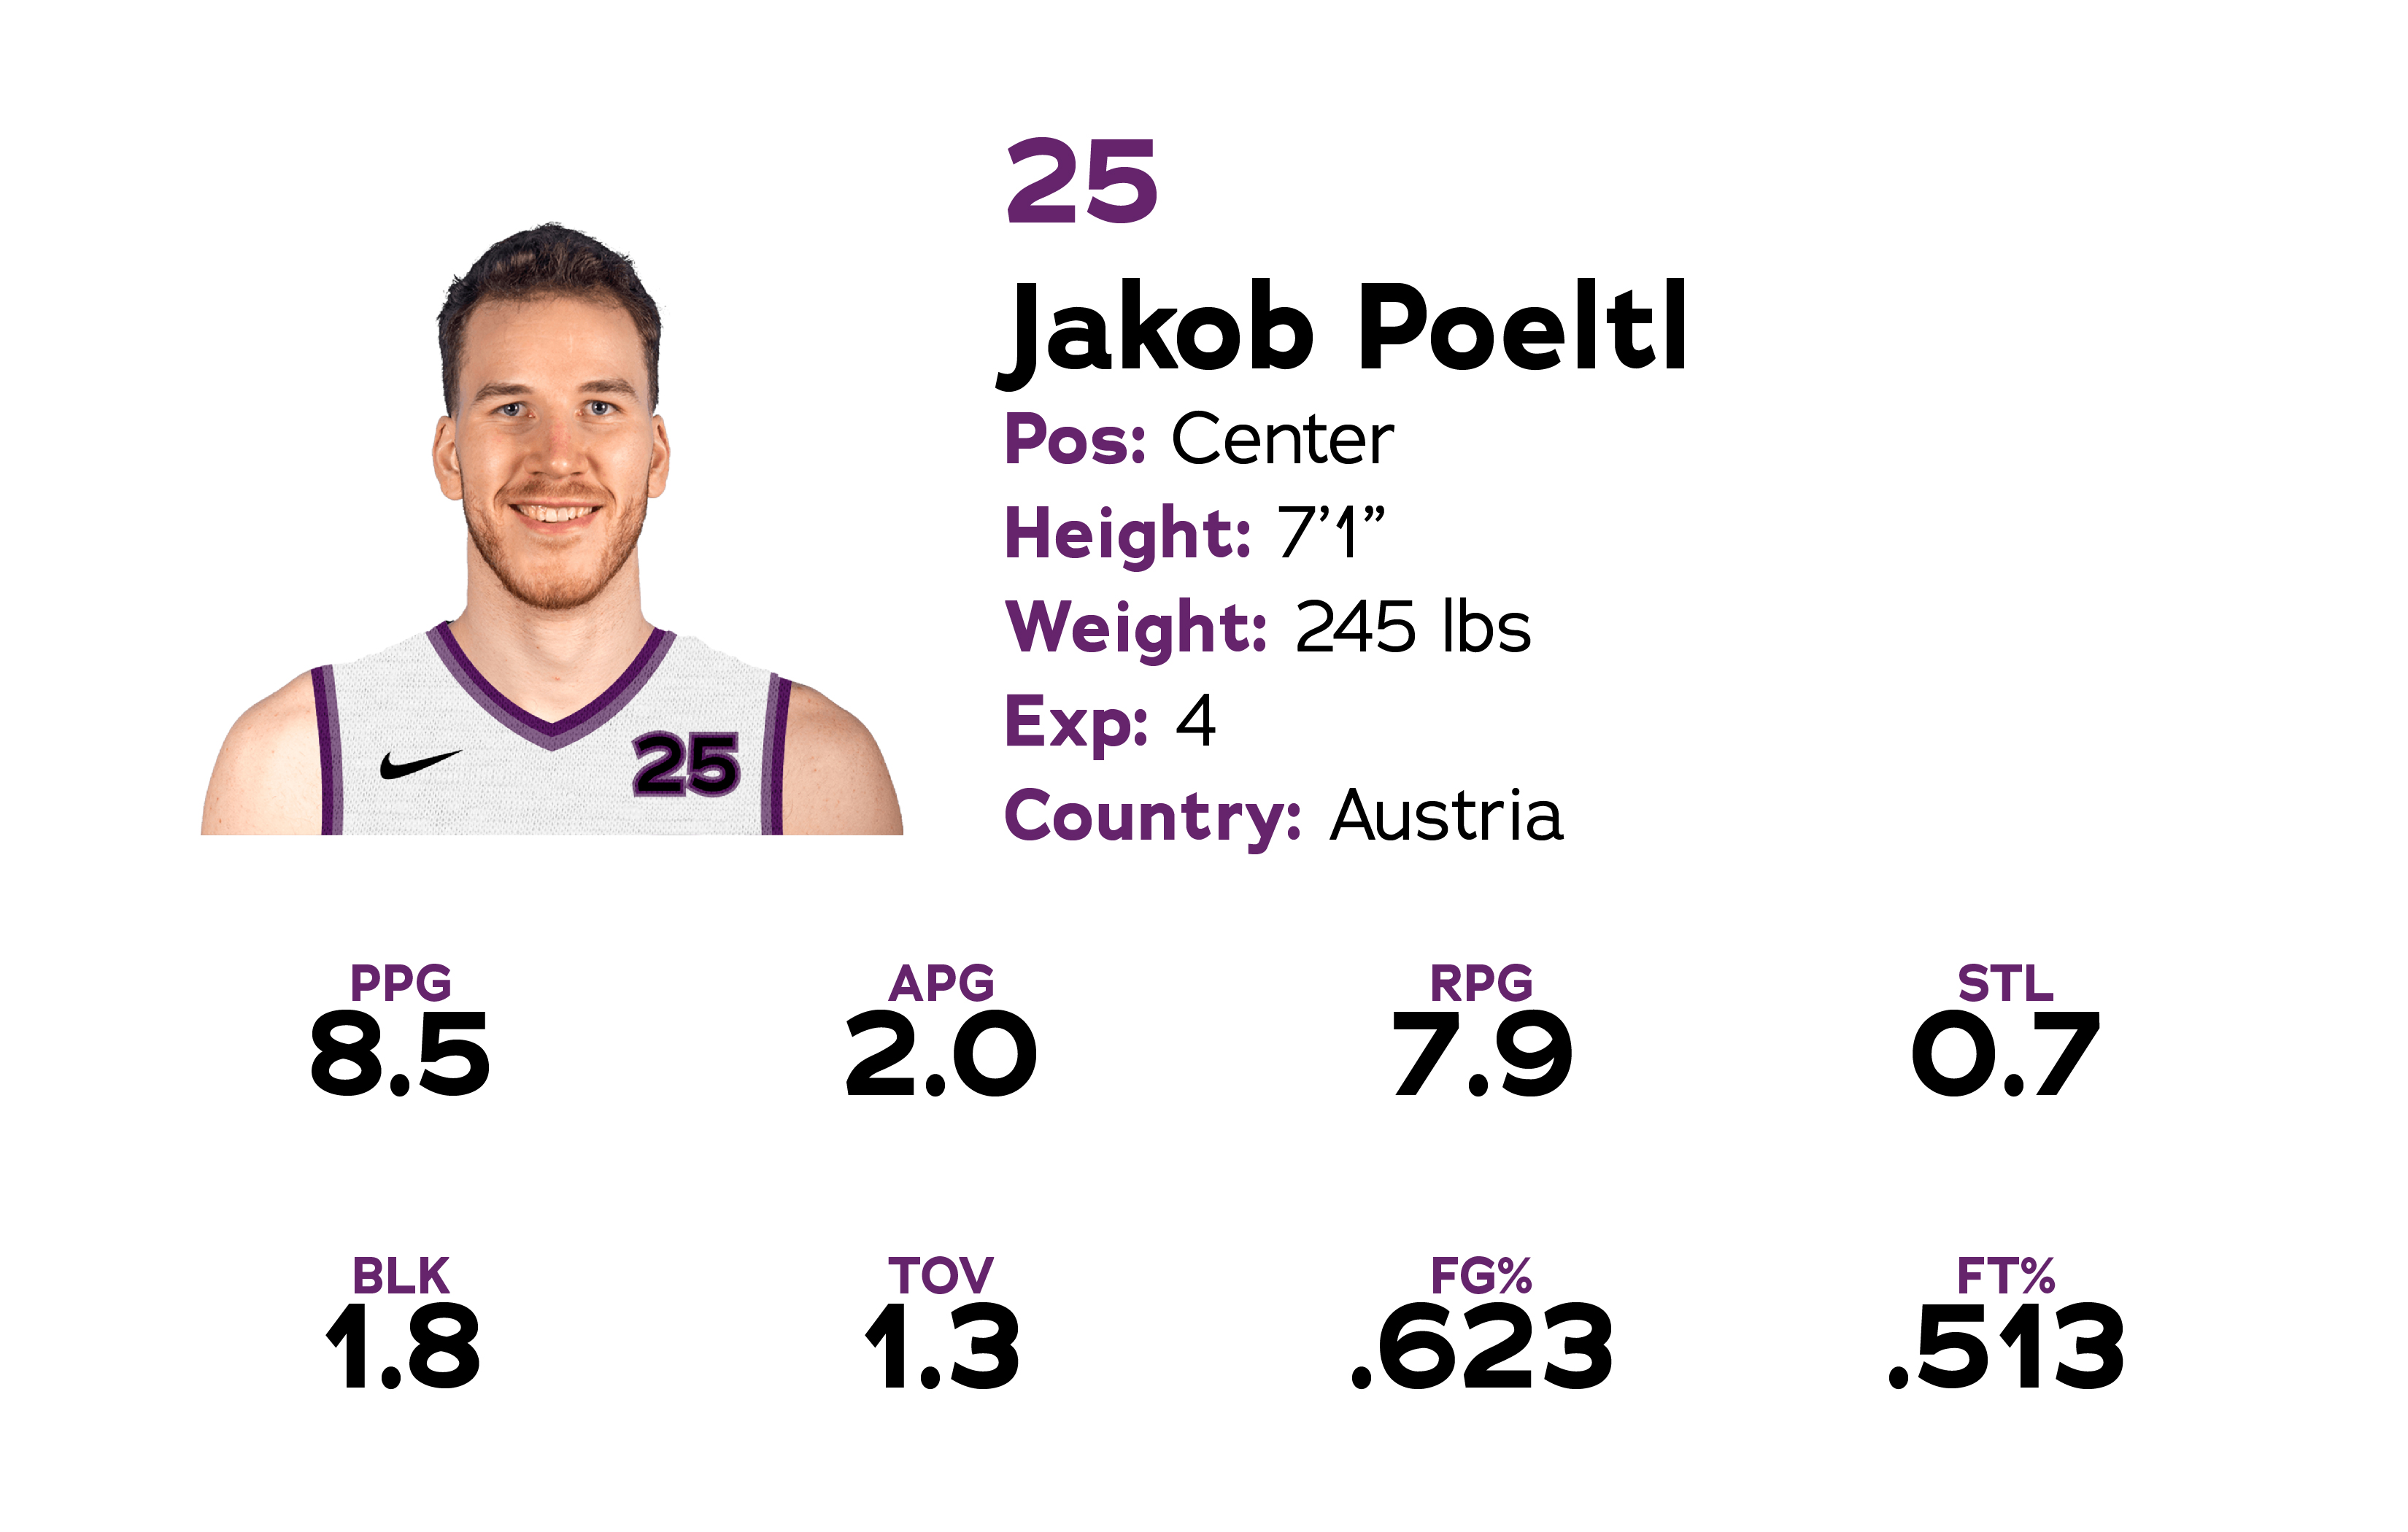 25
Jakob Poeltl
Pos: Center
Height: 7’1”
Weight: 245 lbs
Exp: 4
Country: Austria
25
PPG APG RPG STL
8.5 2.0 7.9 0.7
BLK TOV FG% FT%
1.8 1.3 .623 .513